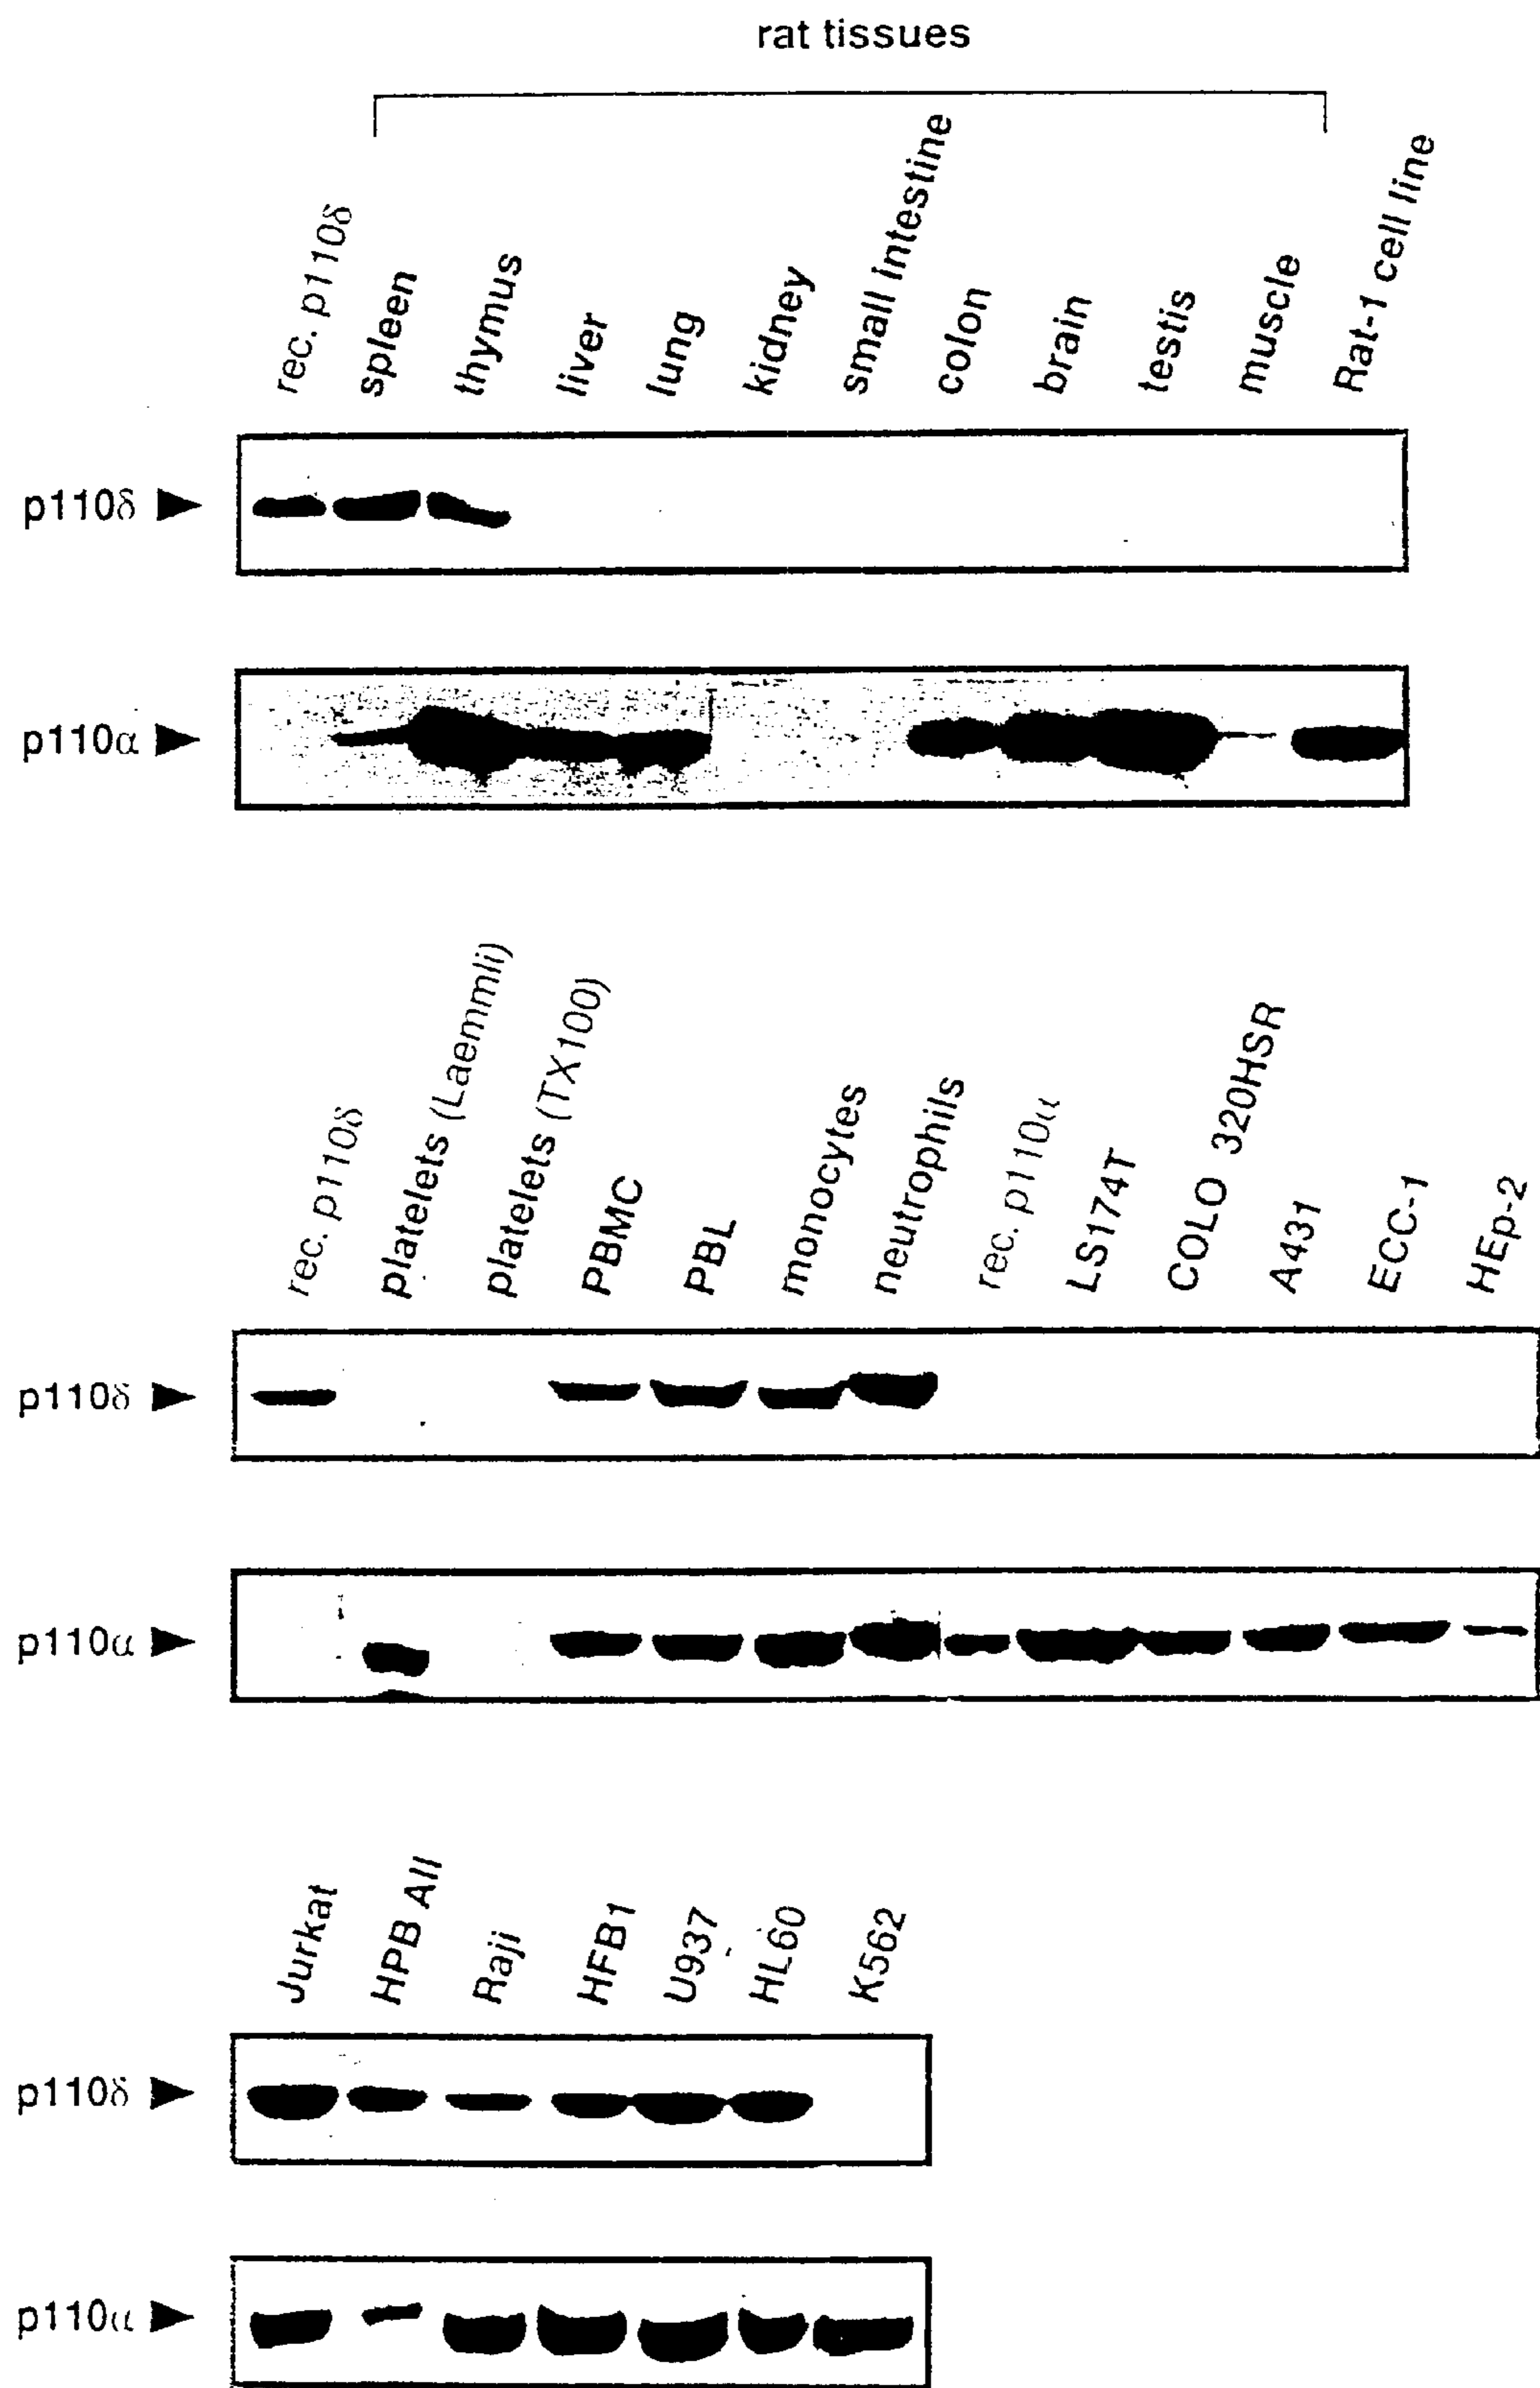 rat tissues
rec. p110δ
spleen
thymus
liver
lung
kidney
small intestine
colon
brain
testis
muscle
Rat-1 cell line
p110δ
p110α
rec. p110δ
platelets (Laemmli)
platelets (TX100)
PBMC
PBL
monocytes
neutrophils
rec. p110α
LS174T
COLO 320HSR
A431
ECC-1
HEp-2
p110δ
p110α
Jurkat
HPB All
Raji
HFB1
U937
HL60
K562
p110δ
p110α